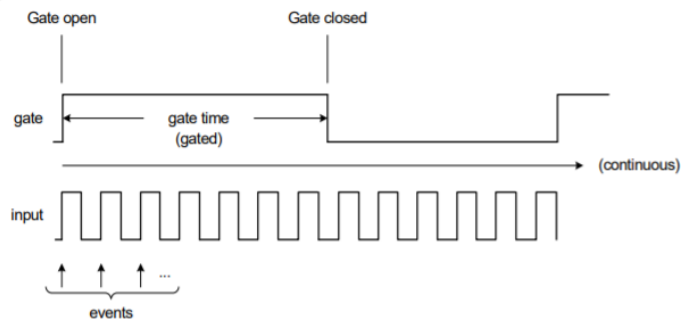 Gate open
Gate closed
gate
gate time
(gated)
(continuous)
input
...
events